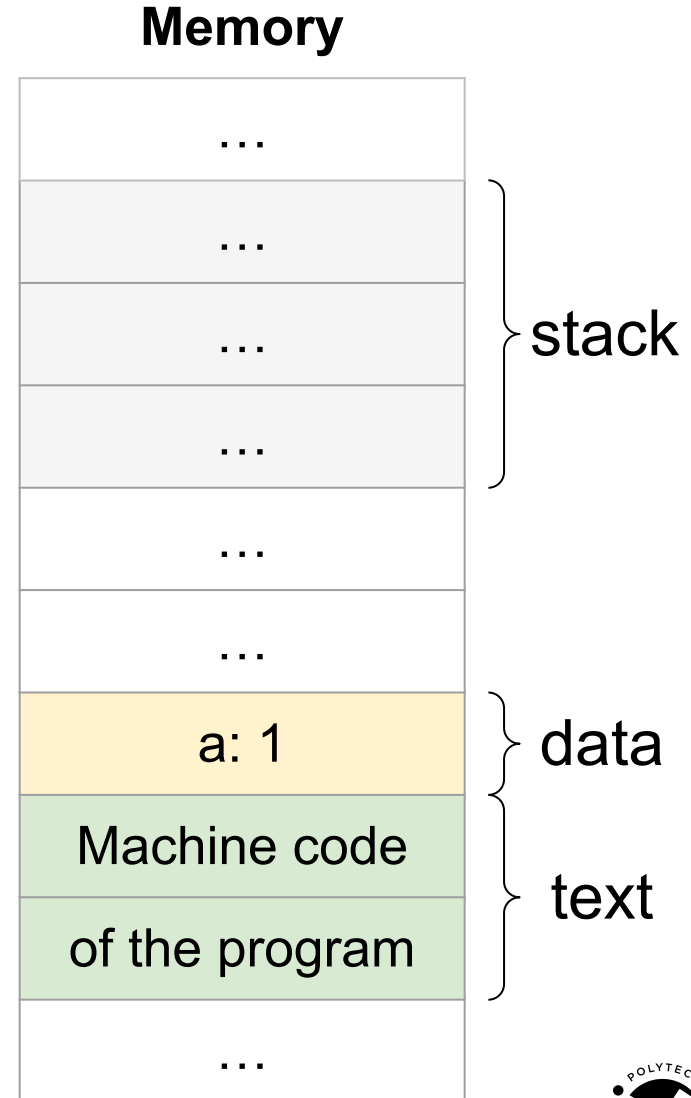 Memory
…
…
…
…
stack
…
…
a: 1
data
Machine code
of the program
text
…